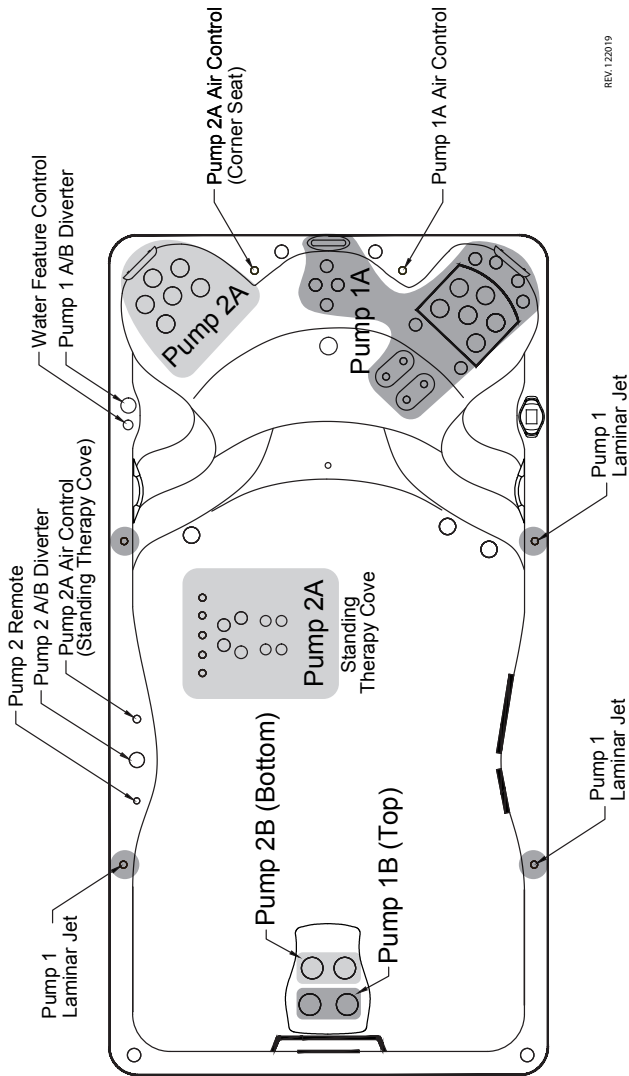 Pump 2 Remote
Pump 2 A/B Diverter
Pump 2A Air Control
(Standing Therapy Cove)
Water Feature Control
Pump 1 A/B Diverter
Pump 1
Laminar Jet
Pump 2A
Pump 2A Air Control
(Corner Seat)
Pump 2A
Standing
Therapy Cove
Pump 2B (Bottom)
Pump 1B (Top)
Pump 1A
Pump 1A Air Control
Pump 1
Laminar Jet
Pump 1
Laminar Jet
REV. 122019